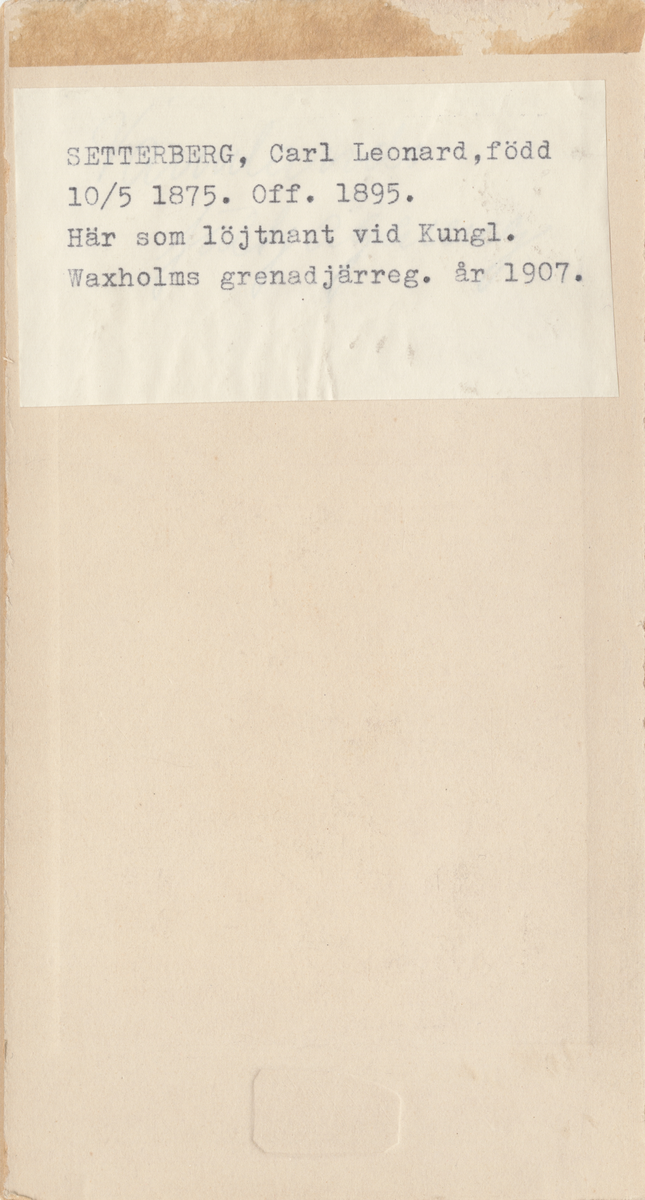 SETTERBERG, Carl Leonard,född
10/5 1875. Off. 1895.
Här som löjtnant vid Kungl.
Waxholms grenadjärreg. år 1907.